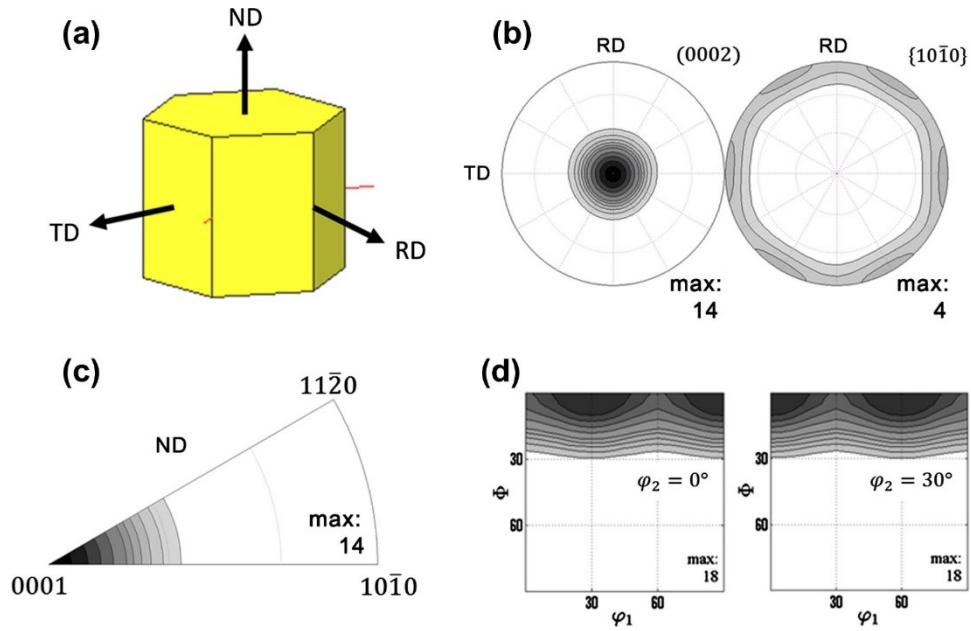 (a)
ND
TD
RD
(b)
RD
(0002)
TD
max:
14
RD
{101̅0}
max:
4
(c)
112̅0
ND
max:
14
0001
101̅0
(d)
30
Φ
60
φ₂ = 0°
max:
18
30 60
φ₁
30
Φ
60
φ₂ = 30°
max:
18
30 60
φ₁